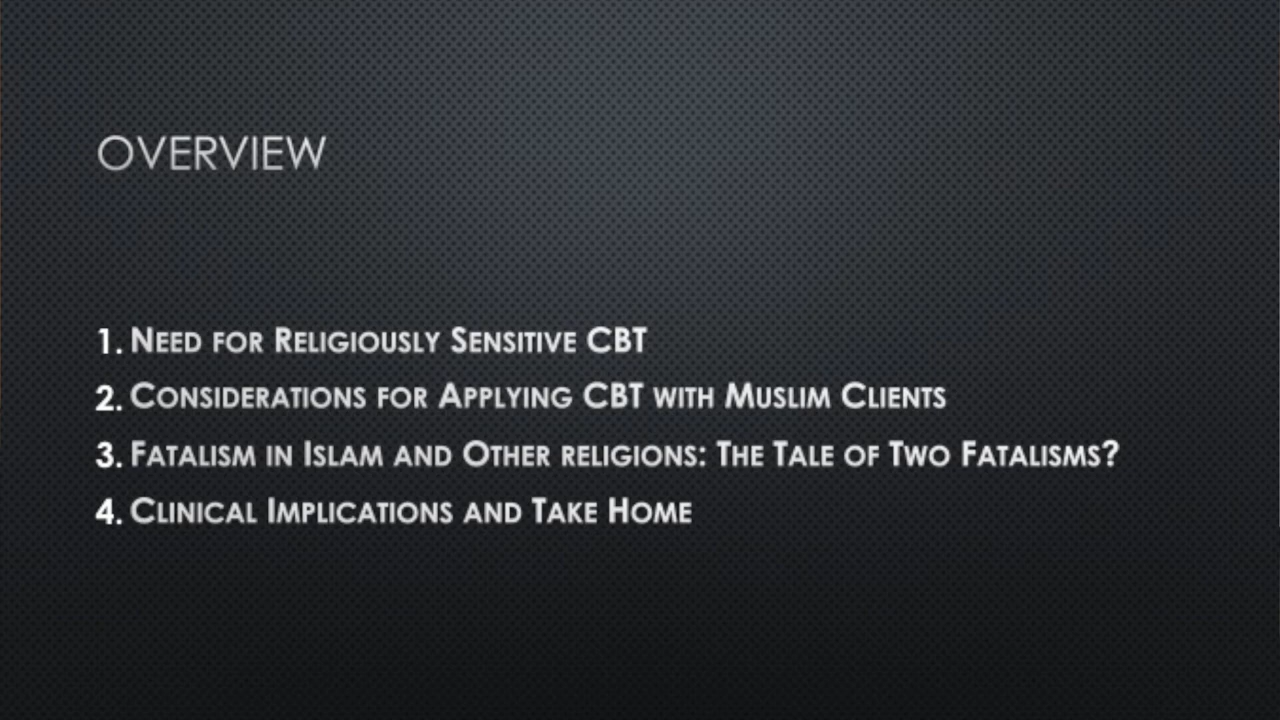 OVERVIEW
1. NEED FOR RELIGIOUSLY SENSITIVE CBT
2. CONSIDERATIONS FOR APPLYING CBT WITH MUSLIM CLIENTS
3. FATALISM IN ISLAM AND OTHER RELIGIONS: THE TALE OF TWO FATALISMS?
4. CLINICAL IMPLICATIONS AND TAKE HOME